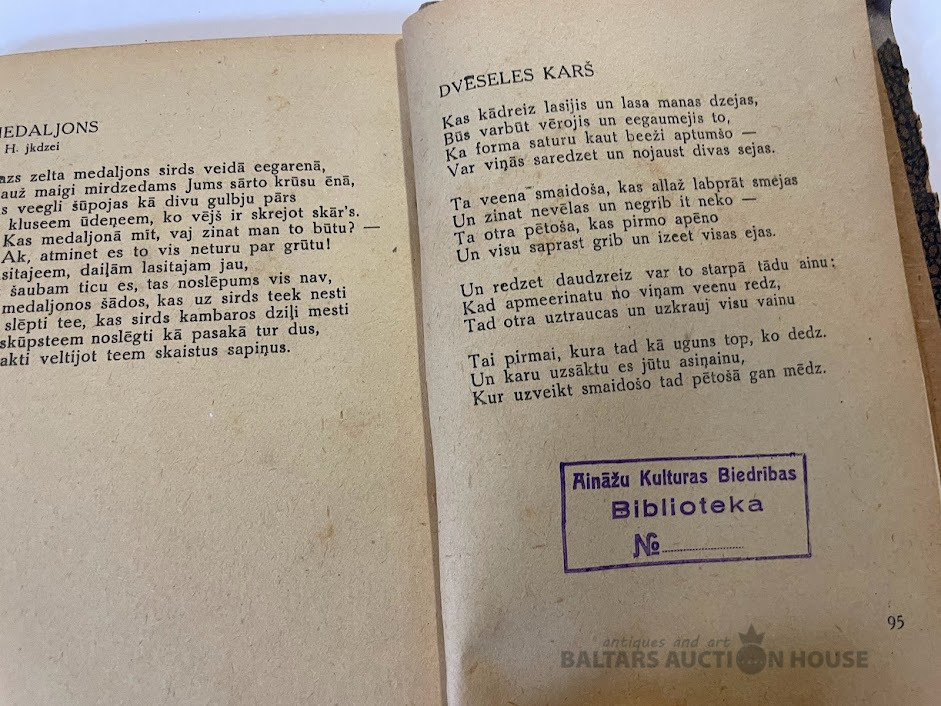 MEDALJONS
H. jkdzei
mazs zelta medaljons sirds veidā eegarenā,
auž maigi mirdzedams Jums sārto krūsu ēnā,
veegli šūpojas kā divu gulbju pārs
kluseem ūdeņeem, ko vējš ir skrejot skār's.
Kas medaljonā mīt, vaj zinat man to būtu? —
Ak, atminet es to vis neturu par grūtu!
lasitajeem, daiļām lasitajam jau,
šaubam ticu es, tas noslēpums vis nav,
medaljonos šādos, kas uz sirds teek nesti
slēpti tee, kas sirds kambaros dziļi mesti
skūpsteem noslēgti kā pasakā tur dus,
nakti veltijot teem skaistus sapiņus.
DVĒSELES KARŠ
Kas kādreiz lasijis un lasa manas dzejas,
Būs varbūt vērojis un eegaumejis to,
Ka forma saturu kaut beeži aptumšo —
Var viņās saredzet un nojaust divas sejas.
Ta veena smaidoša, kas allaž labprāt smejas
Un zinat nevēlas un negrib it neko —
Ta otra pētoša, kas pirmo apēno
Un visu saprast grib un izeet visas ejas.
Un redzet daudzreiz var to starpā tādu ainu:
Kad apmeerinatu no viņam veenu redz,
Tad otra uztraucas un uzkrauj visu vainu
Tai pirmai, kura tad kā uguns top, ko dedz.
Un karu uzsāktu es jūtu asiņainu,
Kur uzveikt smaidošo tad pētošā gan mēdz.
Ainažu Kulturas Biedrības
Biblioteka
No
95
antiques and art
BALTARS AUCTION HOUSE